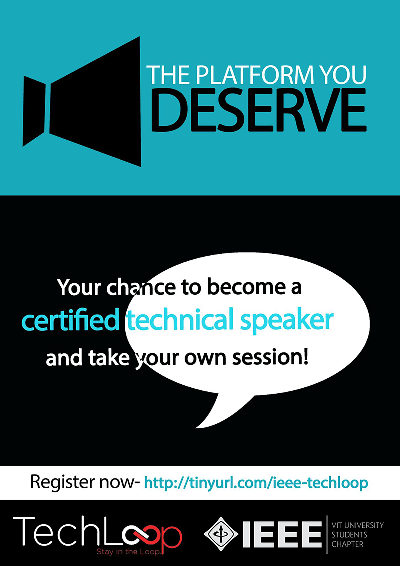 THE PLATFORM YOU
DESERVE
Your chance to become a
certified technical speaker
and take your own session!
Register now- http://tinyurl.com/ieee-techloop
TechLoop
Stay in the Loop.
IEEE
VIT UNIVERSITY
STUDENTS
CHAPTER